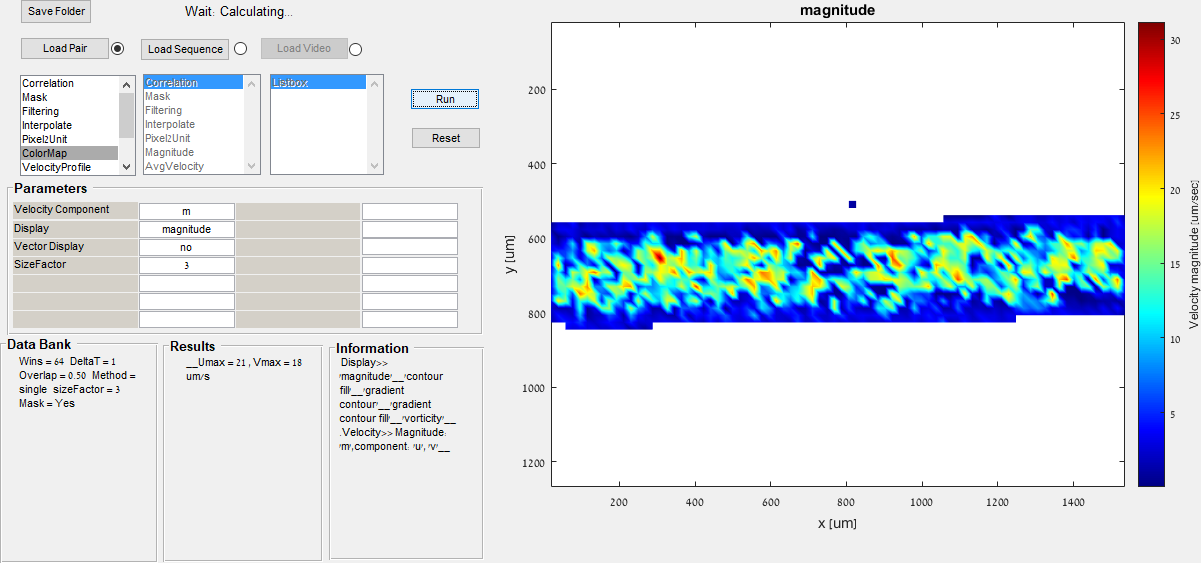 Save Folder
Wait: Calculating...
Load Pair
Load Sequence
Load Video
Correlation
Mask
Filtering
Interpolate
Pixel2Unit
ColorMap
VelocityProfile
Correlation
Mask
Filtering
Interpolate
Pixel2Unit
Magnitude
AvgVelocity
Listbox
Run
Reset
Parameters
Velocity Component m
Display magnitude
Vector Display no
SizeFactor 3
Data Bank
Wins = 64 DeltaT = 1
Overlap = 0.50 Method =
single sizeFactor = 3
Mask = Yes
Results
__Umax = 21 , Vmax = 18
um/s
Information
Display>>
'magnitude'__'contour
fill'__'gradient
contour'__'gradient
contour fill'__'vorticity'__
.Velocity>> Magnitude:
'm',component: 'u', 'v'__
magnitude
200
400
600
800
1000
1200
y [um]
200 400 600 800 1000 1200 1400
x [um]
30
25
20
15
10
5
Velocity magnitude [um/sec]